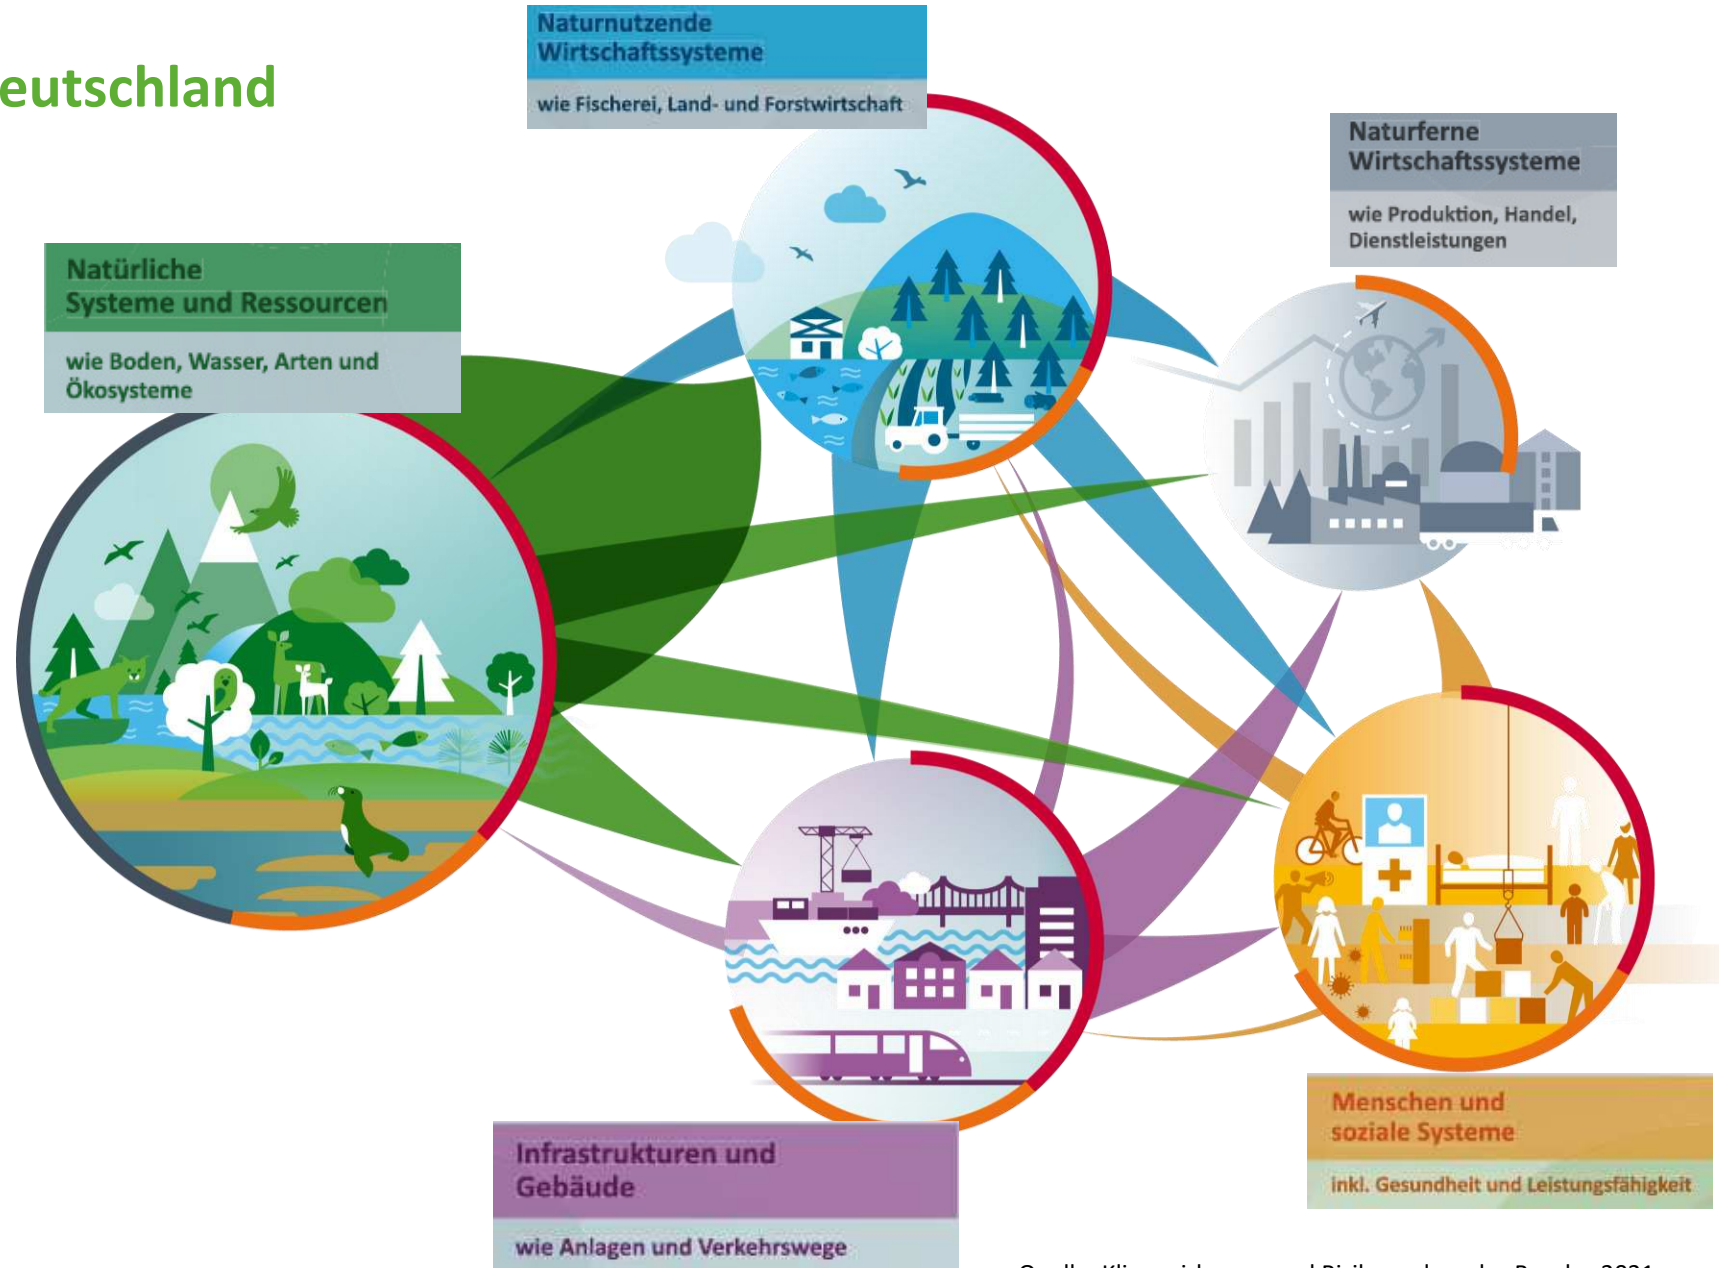 eutschland
Naturnutzende
Wirtschaftssysteme
wie Fischerei, Land- und Forstwirtschaft
Naturferne
Wirtschaftssysteme
wie Produktion, Handel,
Dienstleistungen
Natürliche
Systeme und Ressourcen
wie Boden, Wasser, Arten und
Ökosysteme
Infrastrukturen und
Gebäude
wie Anlagen und Verkehrswege
Menschen und
soziale Systeme
inkl. Gesundheit und Leistungsfähigkeit